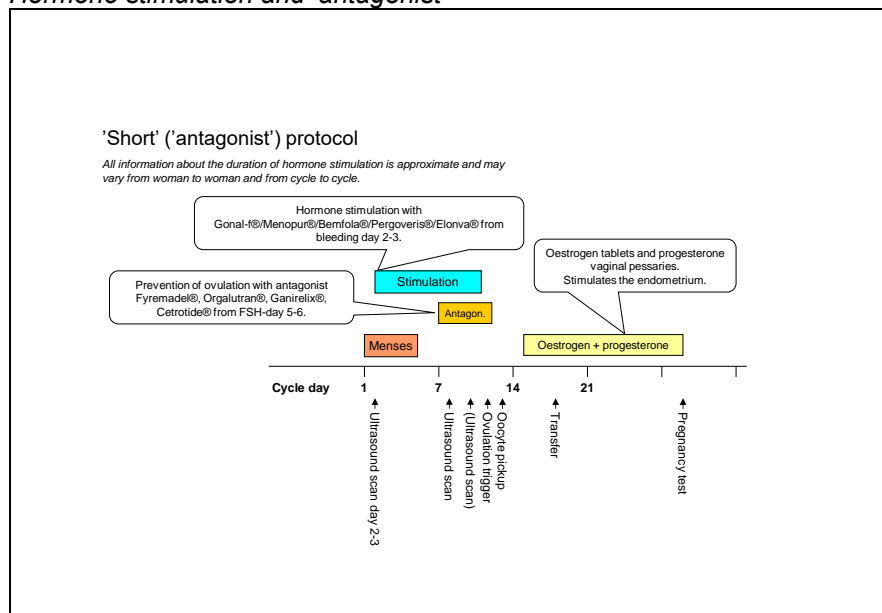 Hormone stimulation and 'antagonist'
'Short' ('antagonist') protocol
All information about the duration of hormone stimulation is approximate and may
vary from woman to woman and from cycle to cycle.
Hormone stimulation with
Gonal-f®/Menopur®/Bemfola®/Pergoveris®/Elonva® from
bleeding day 2-3.
Oestrogen tablets and progesterone
vaginal pessaries.
Stimulates the endometrium.
Stimulation
Prevention of ovulation with antagonist
Fyremadel®, Orgalutran®, Ganirelix®,
Cetrotide® from FSH-day 5-6.
Antagon.
Menses
Oestrogen + progesterone
Cycle day 1 7 14 21
Ultrasound scan day 2-3
Ultrasound scan
(Ultrasound scan)
Ovulation trigger
Oocyte pickup
Transfer
Pregnancy test